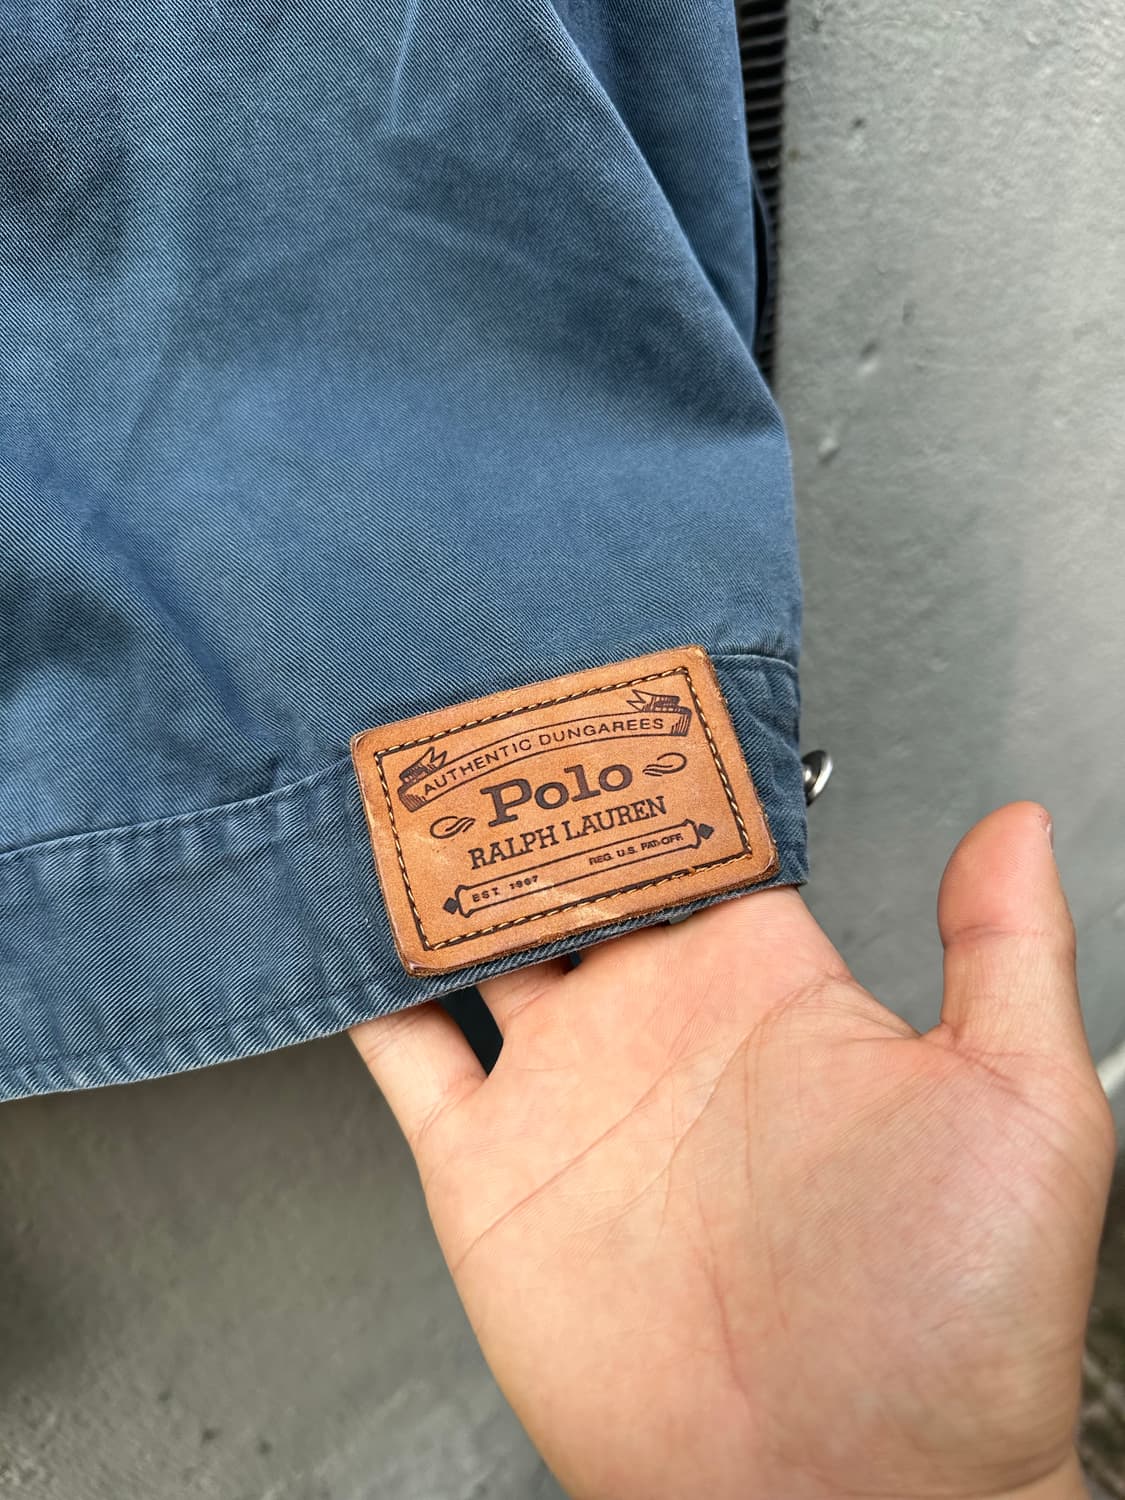 AUTHENTIC DUNGAREES
Polo
RALPH LAUREN
REG. U.S. PAT. OFF.
EST. 1967